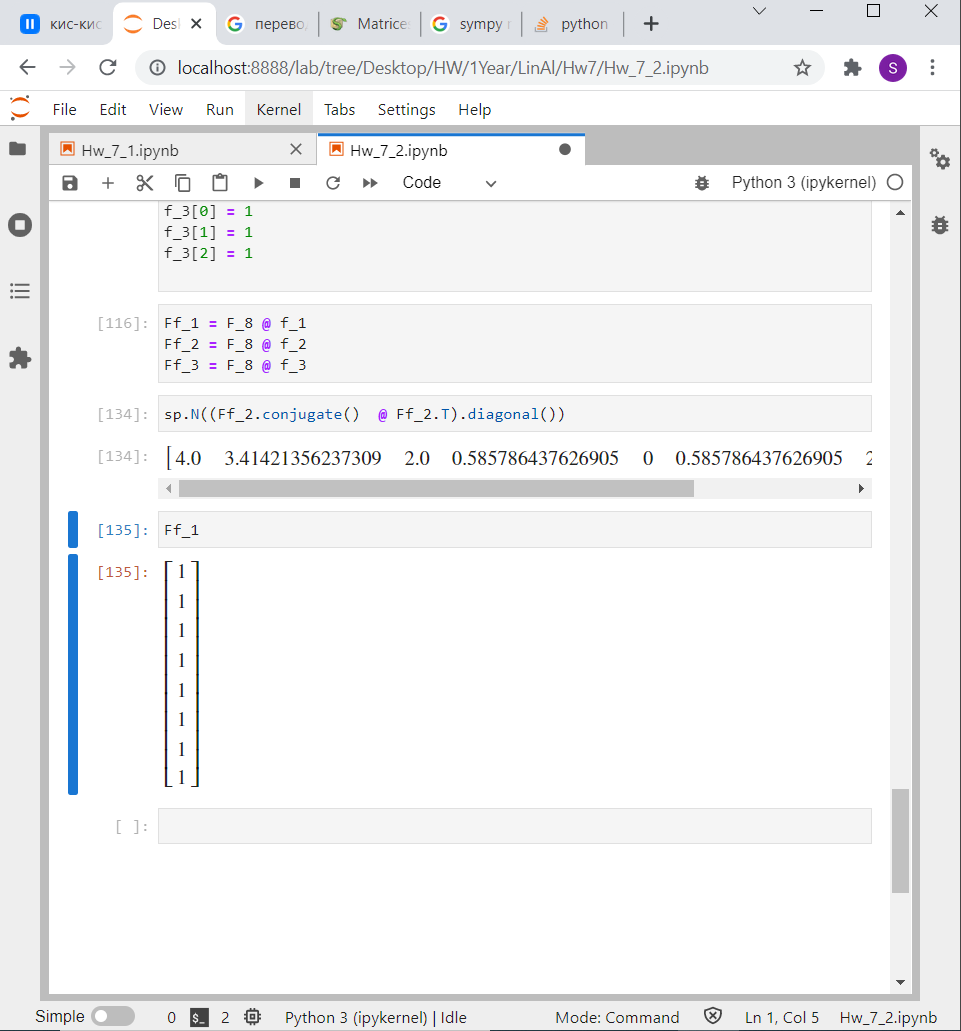 кис-кис
Desl
перево
Matrice
sympy
python
localhost:8888/lab/tree/Desktop/HW/1Year/LinAl/Hw7/Hw_7_2.ipynb
S
File Edit View Run Kernel Tabs Settings Help
Hw_7_1.ipynb
Hw_7_2.ipynb
Code
Python 3 (ipykernel)
f_3[0] = 1
f_3[1] = 1
f_3[2] = 1
[116]: Ff_1 = F_8 @ f_1
Ff_2 = F_8 @ f_2
Ff_3 = F_8 @ f_3
[134]: sp.N((Ff_2.conjugate()  @ Ff_2.T).diagonal())
[134]: [4.0 3.41421356237309 2.0 0.585786437626905 0 0.585786437626905 2
[135]: Ff_1
[135]: 1
1
1
1
1
1
1
1
[ ]:
Simple 0 $_ 2 Python 3 (ipykernel) | Idle Mode: Command Ln 1, Col 5 Hw_7_2.ipynb